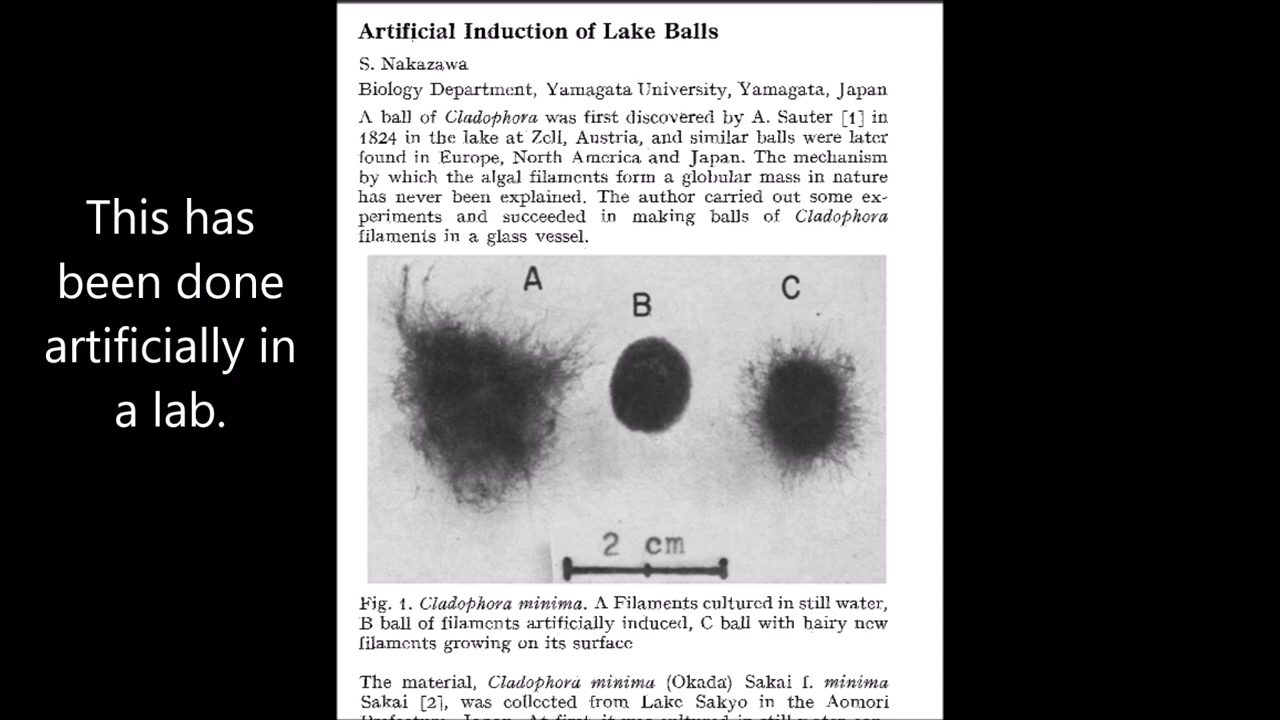 This has
been done
artificially in
a lab.
Artificial Induction of Lake Balls
S. Nakazawa
Biology Department, Yamagata University, Yamagata, Japan
A ball of Cladophora was first discovered by A. Sauter [1] in
1824 in the lake at Zell, Austria, and similar balls were later
found in Europe, North America and Japan. The mechanism
by which the algal filaments form a globular mass in nature
has never been explained. The author carried out some ex-
periments and succeeded in making balls of Cladophora
filaments in a glass vessel.
A
B
C
2 cm
Fig. 1. Cladophora minima. A Filaments cultured in still water,
B ball of filaments artificially induced, C ball with hairy new
filaments growing on its surface
The material, Cladophora minima (Okada) Sakai f. minima
Sakai [2], was collected from Lake Sakyo in the Aomori